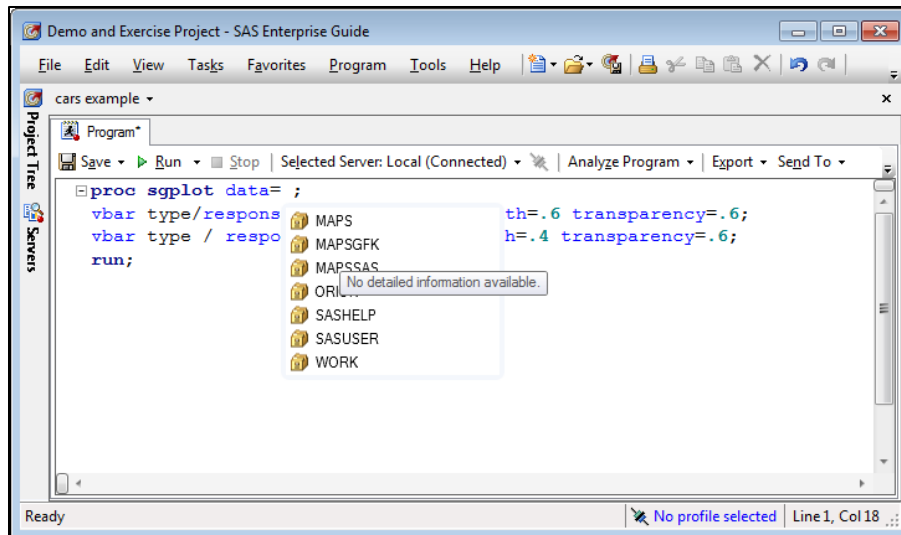 Demo and Exercise Project - SAS Enterprise Guide
File Edit View Tasks Favorites Program Tools Help
cars example
Project Tree
Servers
Program*
Save Run Stop Selected Server: Local (Connected) Analyze Program Export Send To
proc sgplot data= ;
vbar type/respons th=.6 transparency=.6;
vbar type / respo h=.4 transparency=.6;
run;
MAPS
MAPSGFK
MAPSSAS
No detailed information available.
SASHELP
SASUSER
WORK
Ready No profile selected Line 1, Col 18